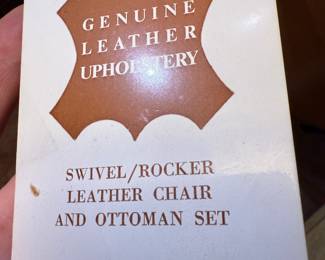 GENUINE
LEATHER
UPHOLSTERY
SWIVEL/ROCKER
LEATHER CHAIR
AND OTTOMAN SET